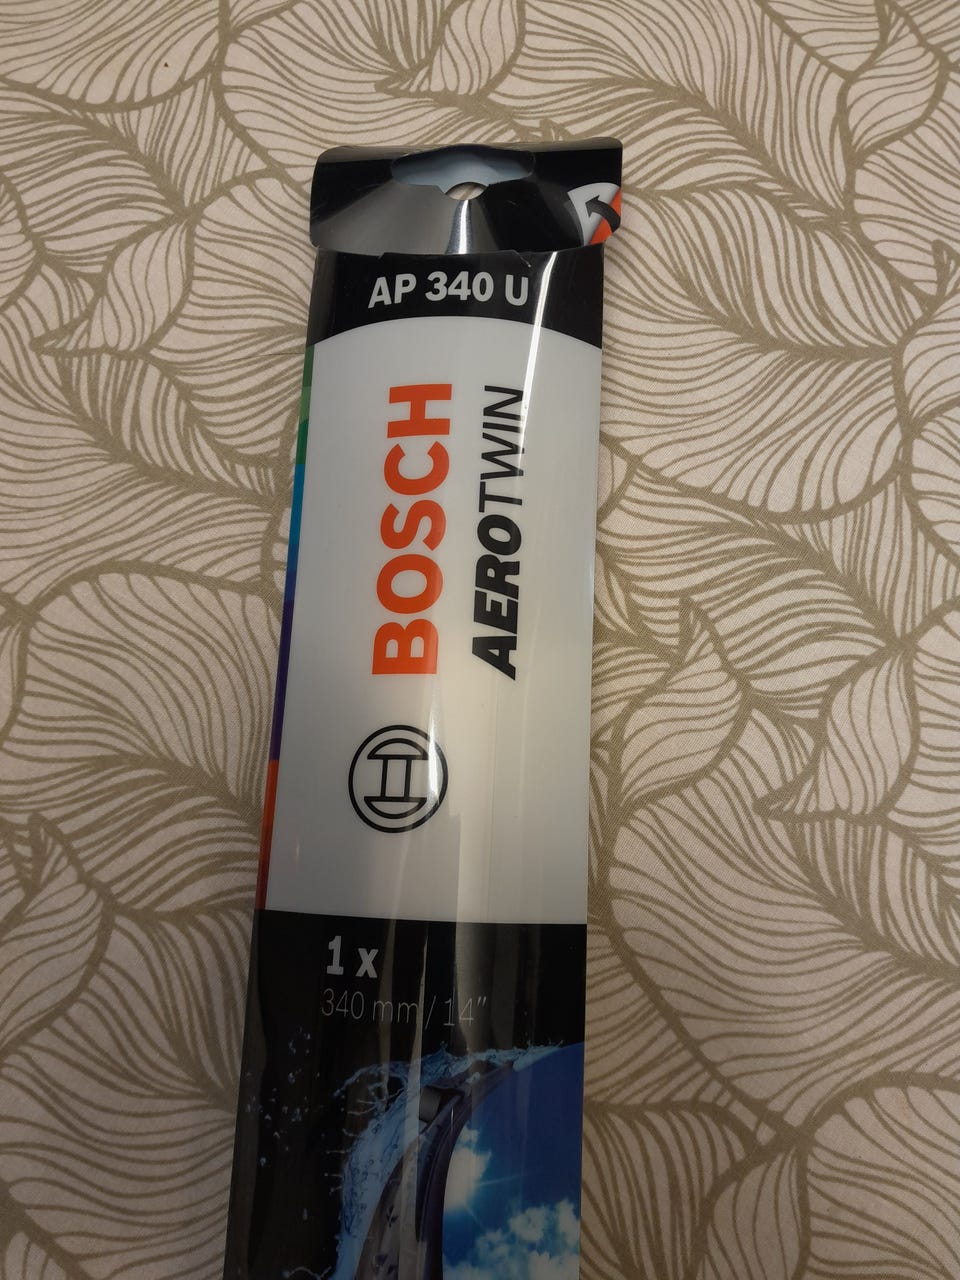 AP 340 U
BOSCH
AEROTWIN
1 x
340 mm / 14"